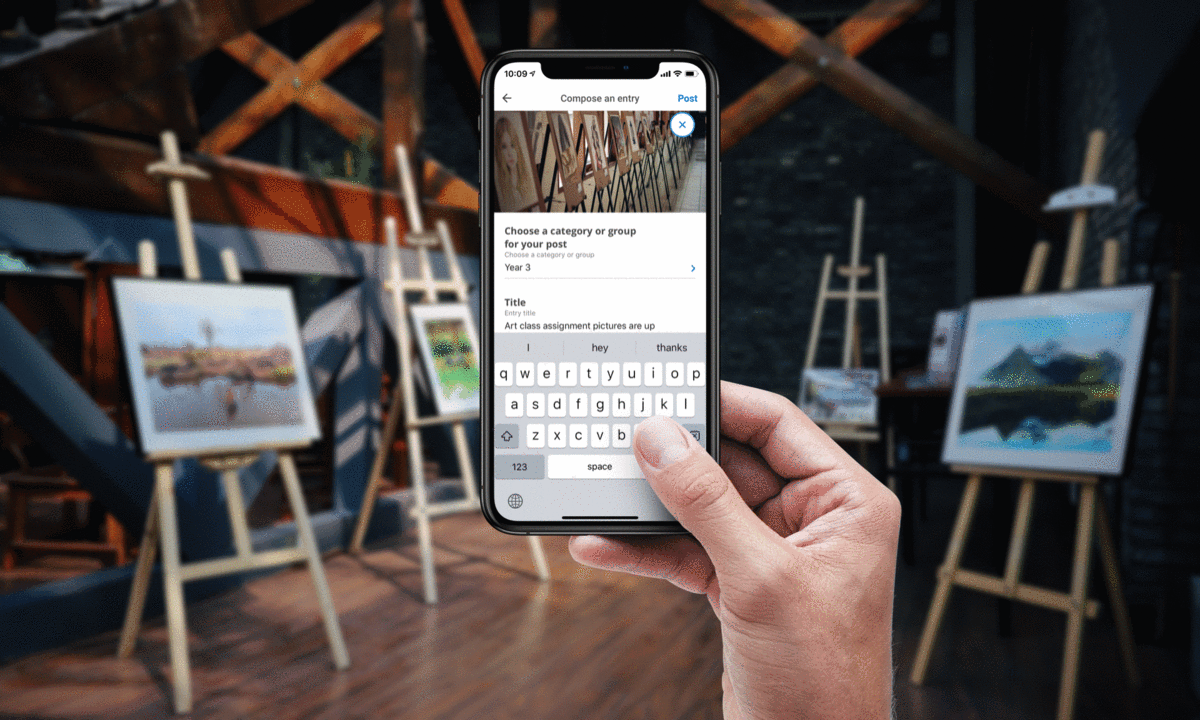 10:09
Compose an entry
Post
Choose a category or group
for your post
Choose a category or group
Year 3
Title
Entry title
Art class assignment pictures are up
I hey thanks
q w e r t y u i o p
a s d f g h j k l
z x c v b
123 space